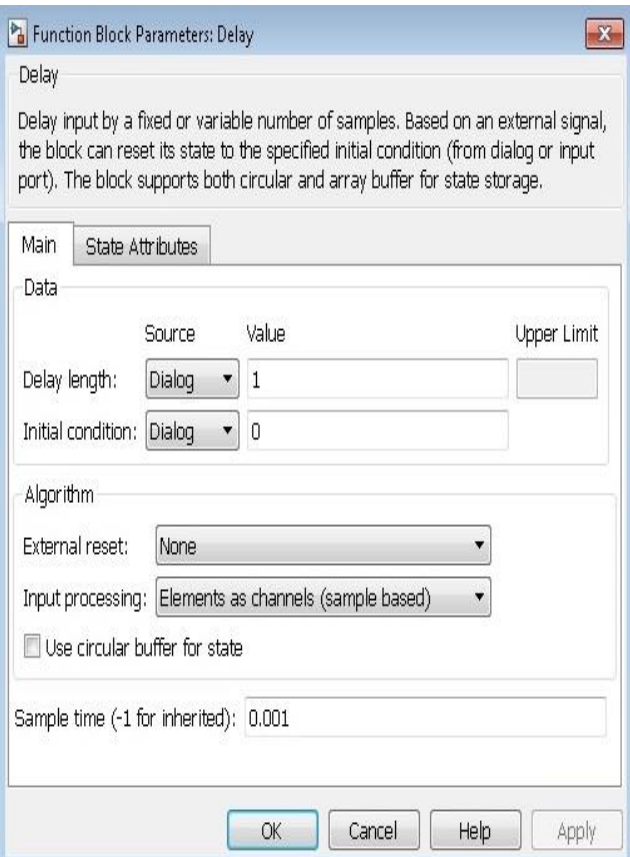 Function Block Parameters: Delay
Delay
Delay input by a fixed or variable number of samples. Based on an external signal,
the block can reset its state to the specified initial condition (from dialog or input
port). The block supports both circular and array buffer for state storage.
Main State Attributes
Data
Source Value Upper Limit
Delay length: Dialog 1
Initial condition: Dialog 0
Algorithm
External reset: None
Input processing: Elements as channels (sample based)
Use circular buffer for state
Sample time (-1 for inherited): 0.001
OK Cancel Help Apply